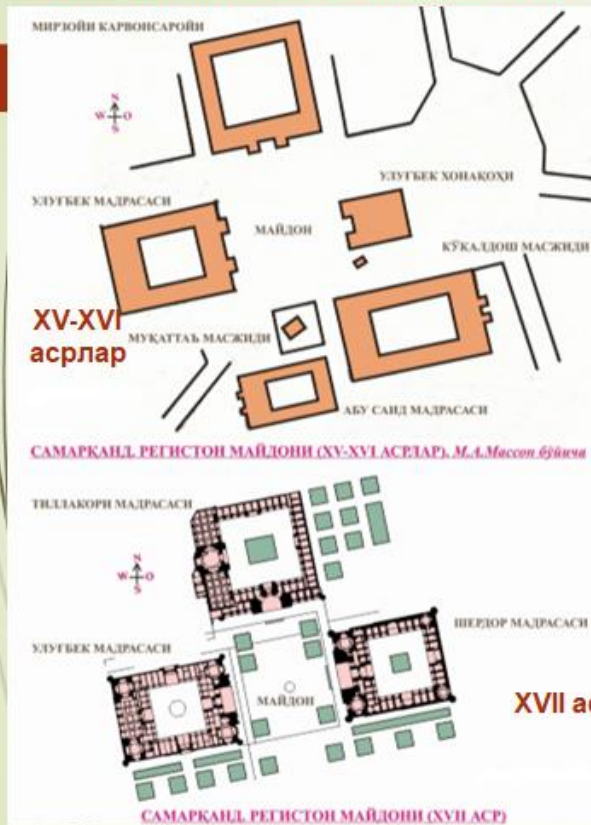 МИРЗОЙИ КАРВОНСАРОЙИ
N
W O
S
УЛУҒБЕК ХОНАҚОҲИ
УЛУҒБЕК МАДРАСАСИ
МАЙДОН
КЎКАЛДОШ МАСЖИДИ
XV-XVI
асрлар
МУҚАТТАЪ МАСЖИДИ
АБУ САИД МАДРАСАСИ
САМАРҚАНД. РЕГИСТОН МАЙДОНИ (XV-XVI АСРЛАР). М.А.Массон бўйича
ТИЛЛАКОРИ МАДРАСАСИ
N
W O
S
ШЕРДОР МАДРАСАСИ
УЛУҒБЕК МАДРАСАСИ
МАЙДОН
XVII ас
САМАРҚАНД. РЕГИСТОН МАЙДОНИ (XVII АСР)